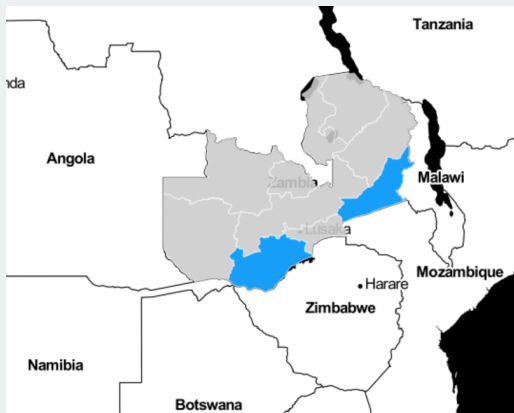 Tanzania
nda
Angola
Zambia
Malawi
Lusaka
Mozambique
Harare
Zimbabwe
Namibia
Botswana